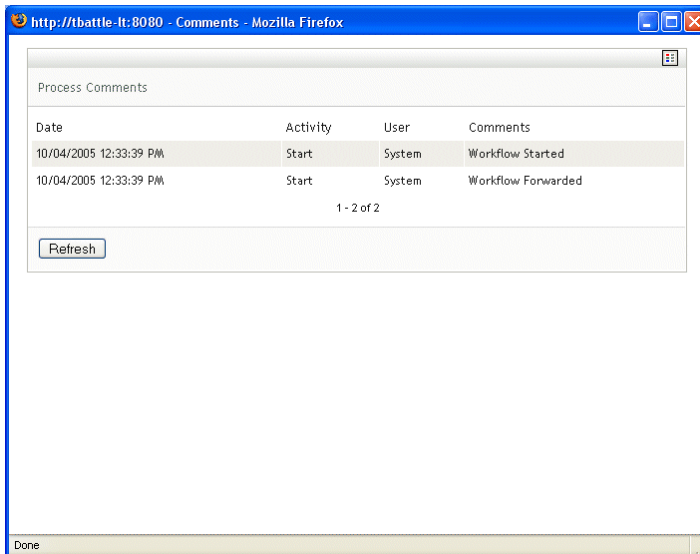 http://tbattle-lt:8080 - Comments - Mozilla Firefox
Process Comments
Date Activity User Comments
10/04/2005 12:33:39 PM Start System Workflow Started
10/04/2005 12:33:39 PM Start System Workflow Forwarded
1 - 2 of 2
Refresh
Done